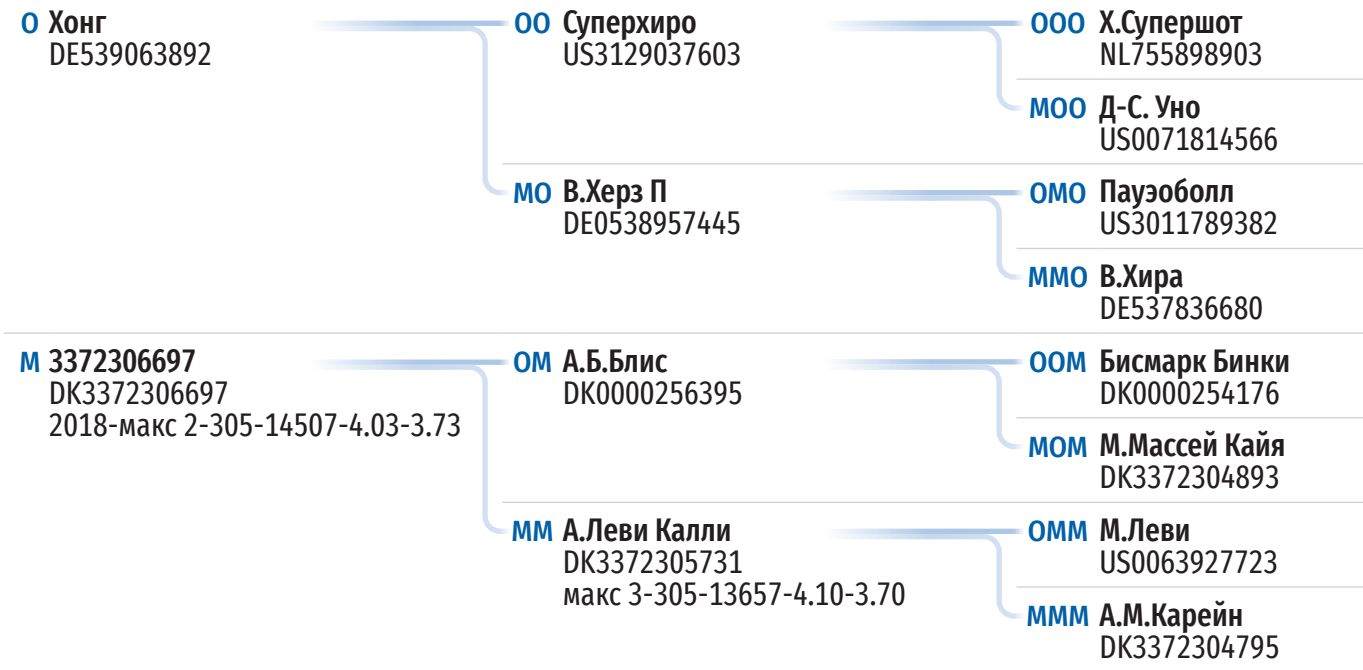 О Хонг
DE539063892
ОО Суперхиро
US3129037603
ООО Х.Супершот
NL755898903
МОО Д-С. Уно
US0071814566
МО В.Херз П
DE0538957445
ОМО Пауэоболл
US3011789382
ММО В.Хира
DE537836680
М 3372306697
DK3372306697
2018-макс 2-305-14507-4.03-3.73
ОМ А.Б.Блис
DK0000256395
ООМ Бисмарк Бинки
DK0000254176
МОМ М.Массей Кайя
DK3372304893
ММ А.Леви Калли
DK3372305731
макс 3-305-13657-4.10-3.70
ОММ М.Леви
US0063927723
МММ А.М.Карейн
DK3372304795